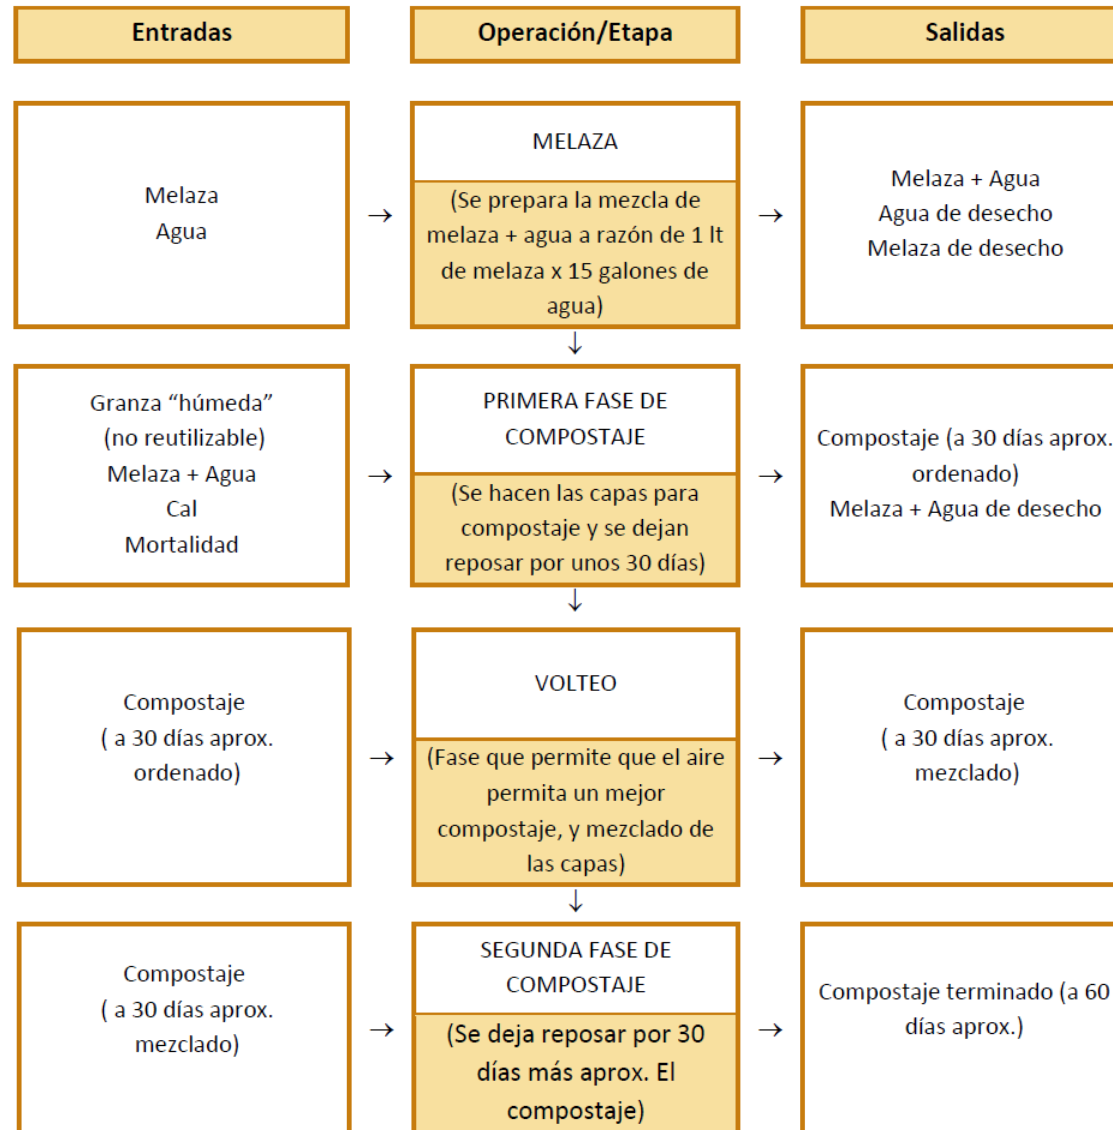 Entradas
Operación/Etapa
Salidas
Melaza
Agua
→
MELAZA
(Se prepara la mezcla de
melaza + agua a razón de 1 lt
de melaza x 15 galones de
agua)
→
Melaza + Agua
Agua de desecho
Melaza de desecho
↓
Granza “húmeda”
(no reutilizable)
Melaza + Agua
Cal
Mortalidad
→
PRIMERA FASE DE
COMPOSTAJE
(Se hacen las capas para
compostaje y se dejan
reposar por unos 30 días)
→
Compostaje (a 30 días aprox.
ordenado)
Melaza + Agua de desecho
↓
Compostaje
( a 30 días aprox.
ordenado)
→
VOLTEO
(Fase que permite que el aire
permita un mejor
compostaje, y mezclado de
las capas)
→
Compostaje
( a 30 días aprox.
mezclado)
↓
Compostaje
( a 30 días aprox.
mezclado)
→
SEGUNDA FASE DE
COMPOSTAJE
(Se deja reposar por 30
días más aprox. El
compostaje)
→
Compostaje terminado (a 60
días aprox.)